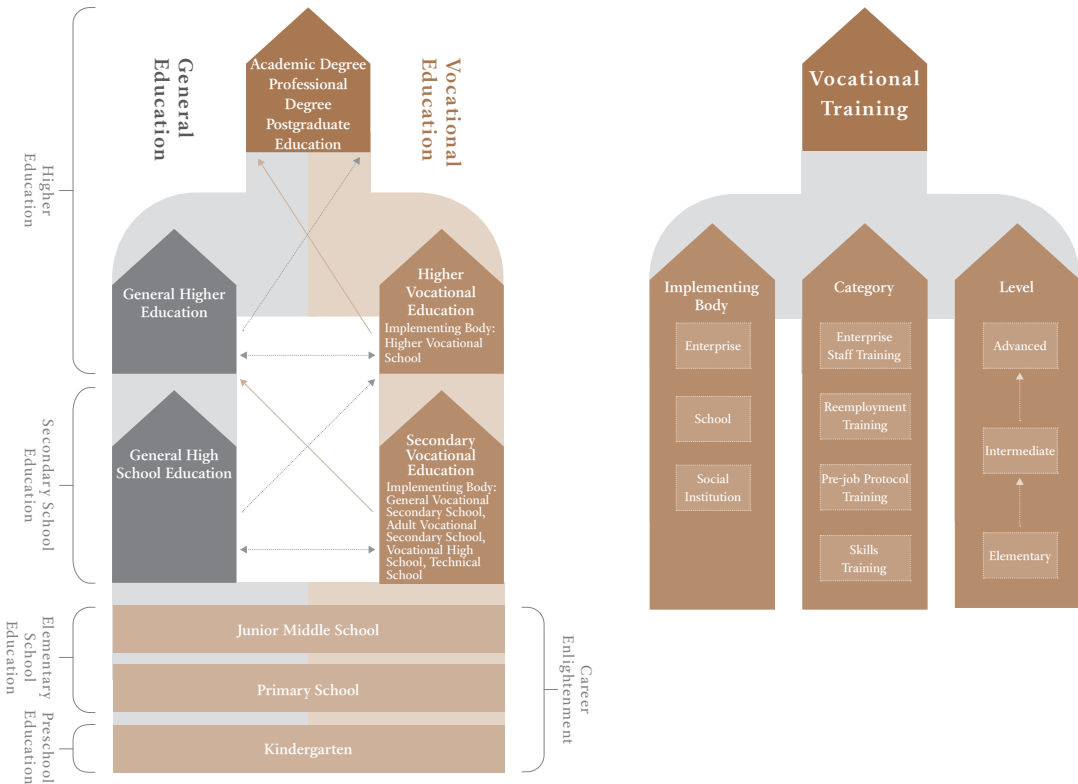 General
Education
Academic Degree
Professional
Degree
Postgraduate
Education
Vocational
Education
Higher
Education
General Higher
Education
Higher
Vocational
Education
Implementing Body:
Higher Vocational
School
Secondary School
Education
General High
School Education
Secondary
Vocational
Education
Implementing Body:
General Vocational
Secondary School,
Adult Vocational
Secondary School,
Vocational High
School, Technical
School
Elementary
School
Education
Junior Middle School
Primary School
Preschool
Education
Kindergarten
Career
Enlightenment
Vocational
Training
Implementing
Body
Enterprise
School
Social
Institution
Category
Enterprise
Staff Training
Reemployment
Training
Pre-job Protocol
Training
Skills
Training
Level
Advanced
Intermediate
Elementary